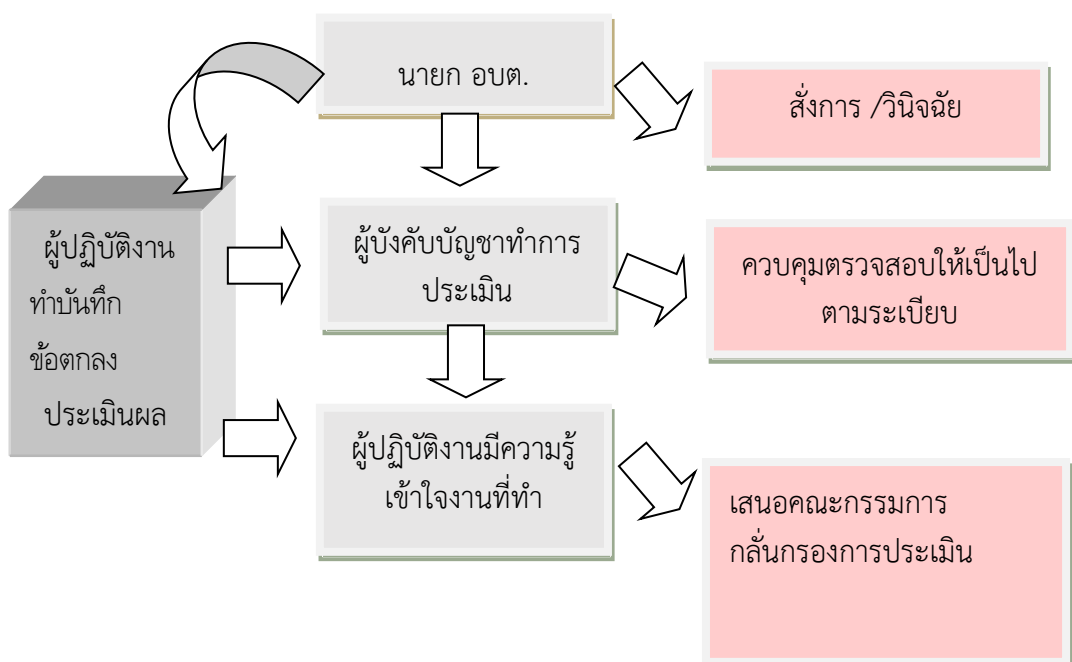 นายก อบต.
สั่งการ /วินิจฉัย
ผู้ปฏิบัติงาน
ทำบันทึก
ข้อตกลง
ประเมินผล
ผู้บังคับบัญชาทำการ
ประเมิน
ควบคุมตรวจสอบให้เป็นไป
ตามระเบียบ
ผู้ปฏิบัติงานมีความรู้
เข้าใจงานที่ทำ
เสนอคณะกรรมการ
กลั่นกรองการประเมิน